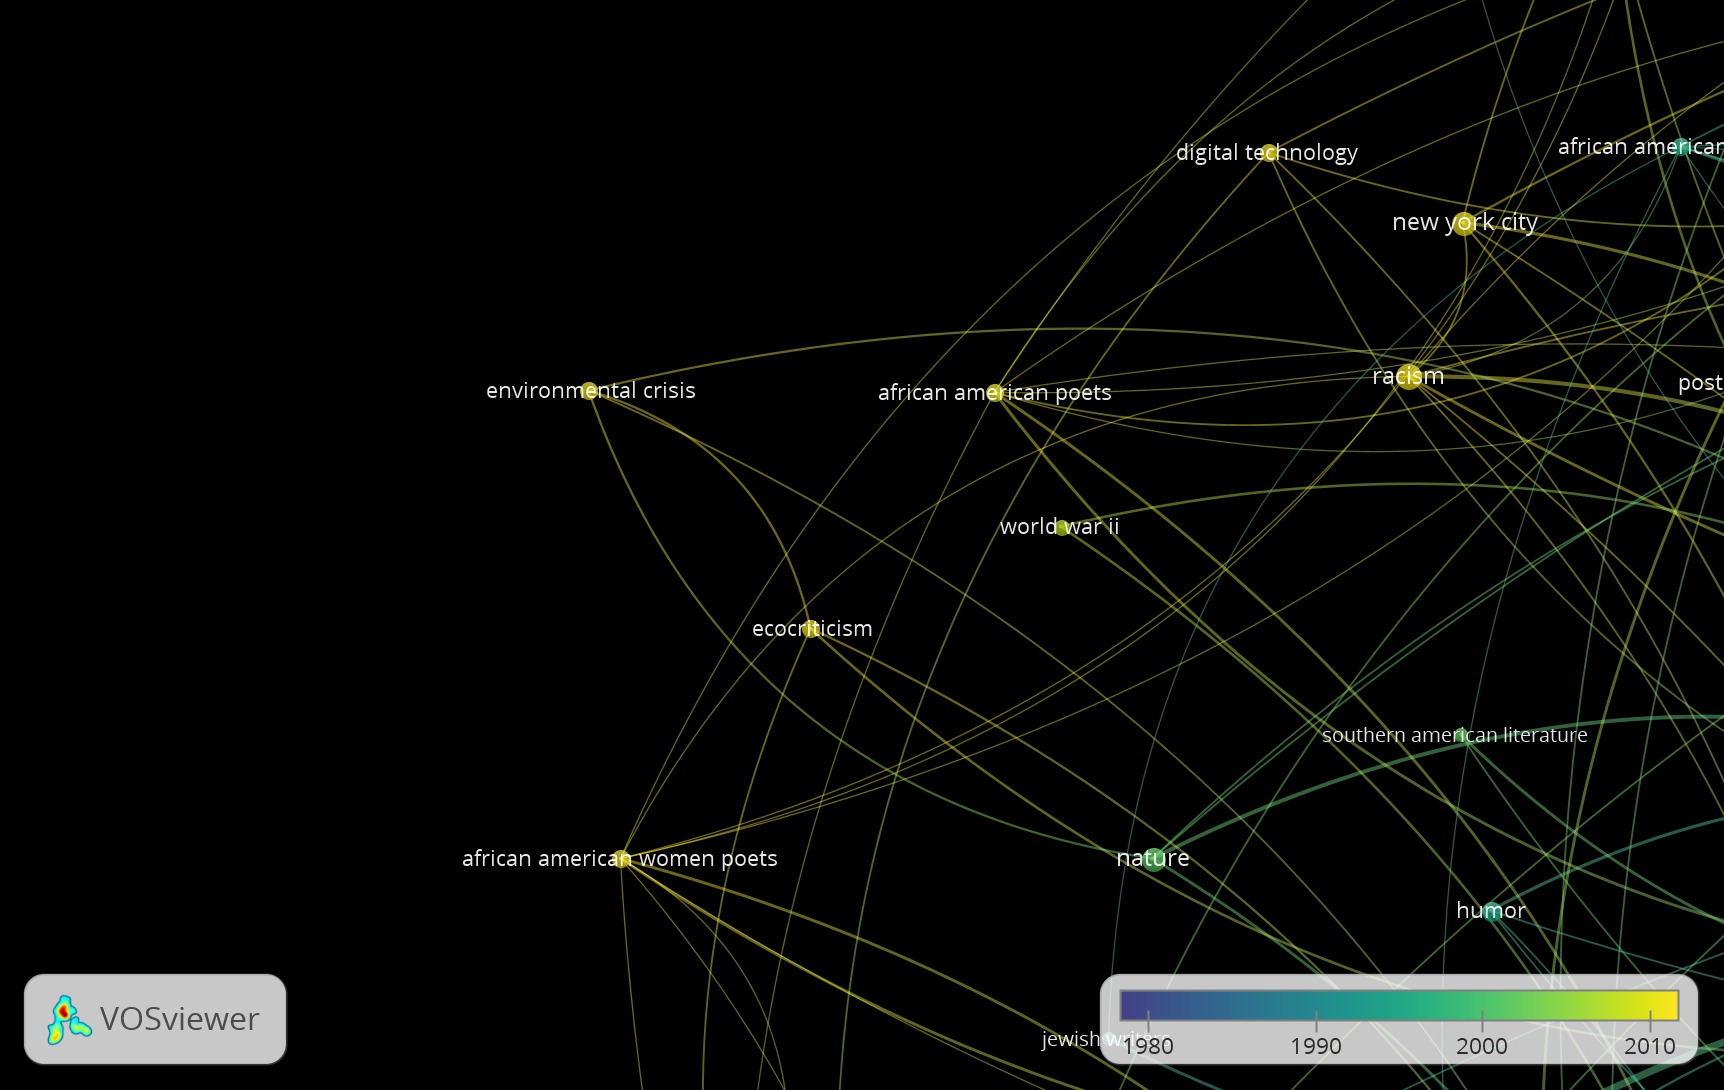 digital technology
african american
new york city
racism
post
environmental crisis
african american poets
world war ii
ecocriticism
southern american literature
african american women poets
nature
humor
VOSviewer
jewish writers
1980
1990
2000
2010